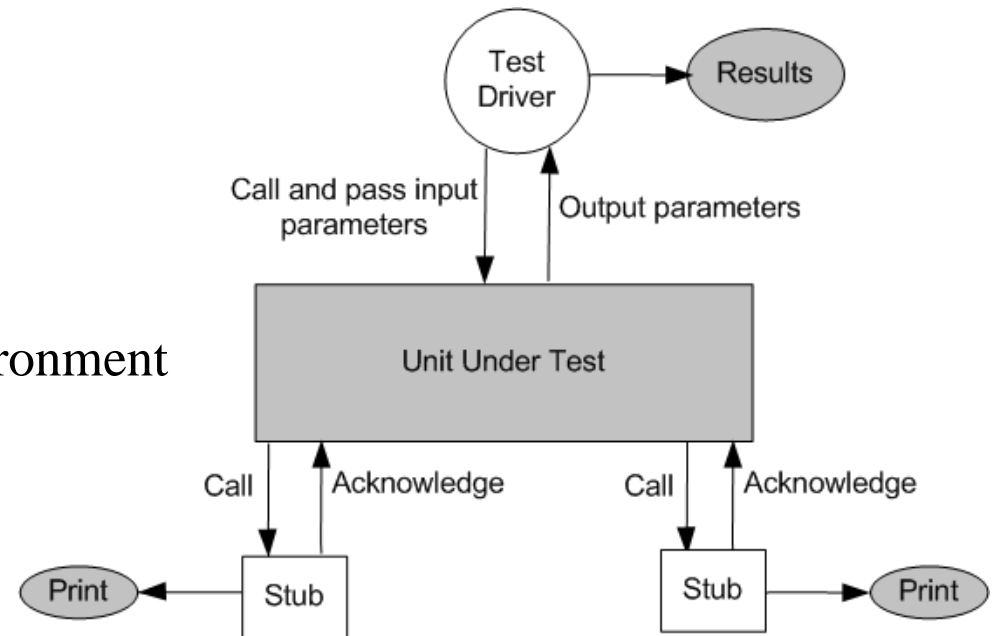 Test
Driver
Results
Call and pass input
parameters
Output parameters
ronment
Unit Under Test
Call
Acknowledge
Call
Acknowledge
Print
Stub
Stub
Print